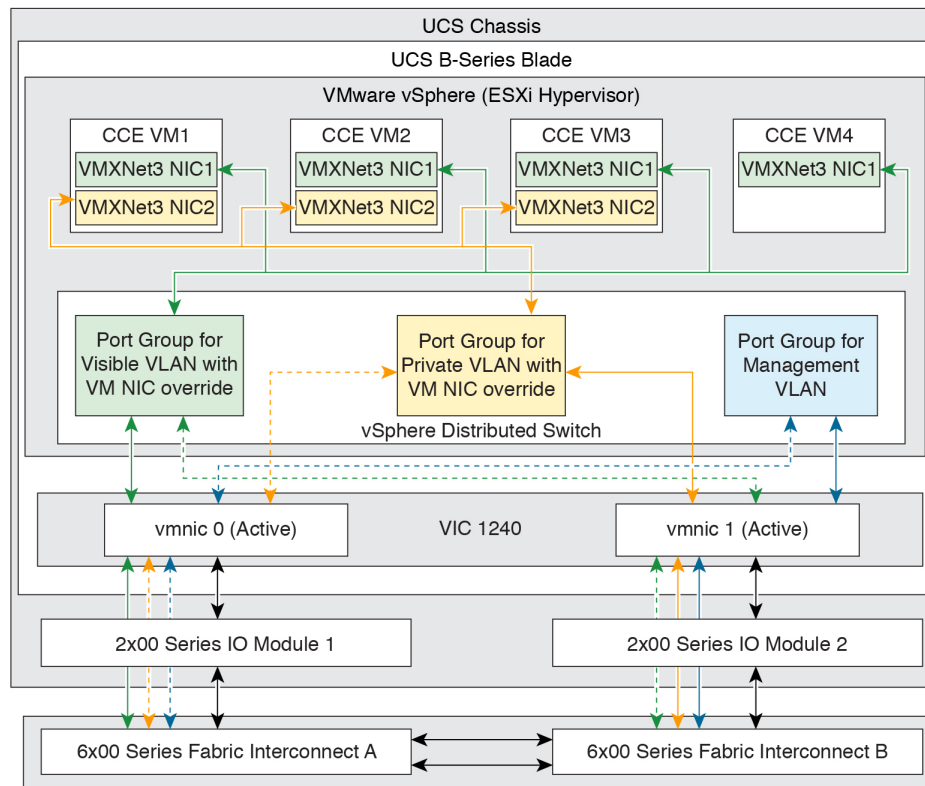 UCS Chassis
UCS B-Series Blade
VMware vSphere (ESXi Hypervisor)
CCE VM1
VMXNet3 NIC1
VMXNet3 NIC2
CCE VM2
VMXNet3 NIC1
VMXNet3 NIC2
CCE VM3
VMXNet3 NIC1
VMXNet3 NIC2
CCE VM4
VMXNet3 NIC1
Port Group for
Visible VLAN with
VM NIC override
Port Group for
Private VLAN with
VM NIC override
Port Group for
Management
VLAN
vSphere Distributed Switch
vmnic 0 (Active)
VIC 1240
vmnic 1 (Active)
2x00 Series IO Module 1
2x00 Series IO Module 2
6x00 Series Fabric Interconnect A
6x00 Series Fabric Interconnect B